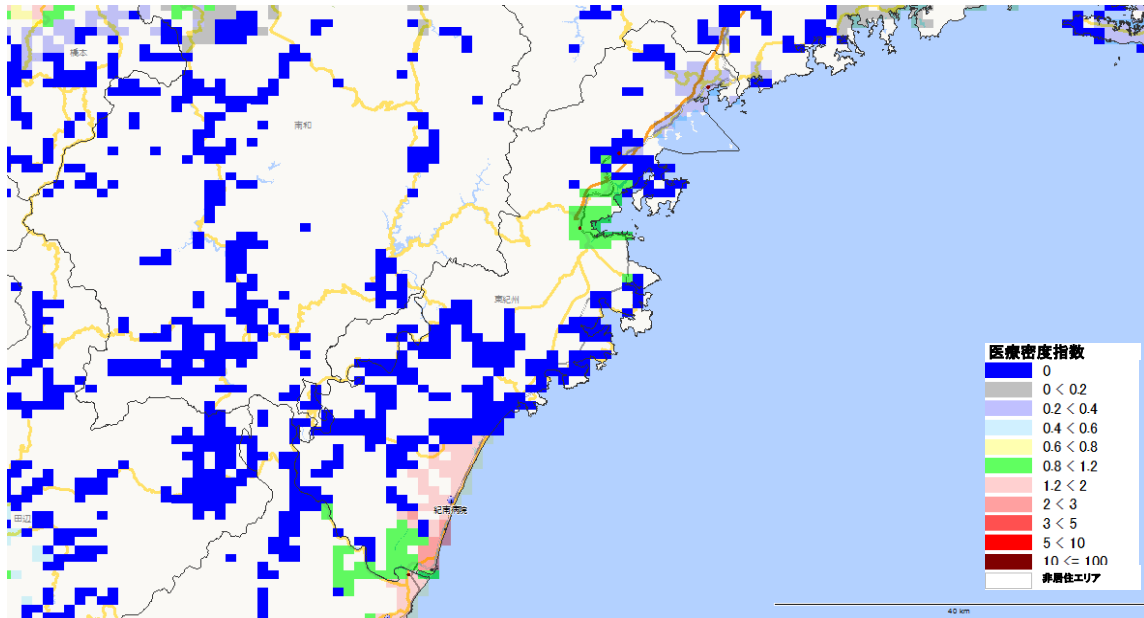 橋本
南和
東紀州
紀南病院
田辺
医療密度指数
0
0 < 0.2
0.2 < 0.4
0.4 < 0.6
0.6 < 0.8
0.8 < 1.2
1.2 < 2
2 < 3
3 < 5
5 < 10
10 <= 100
非居住エリア
40 km